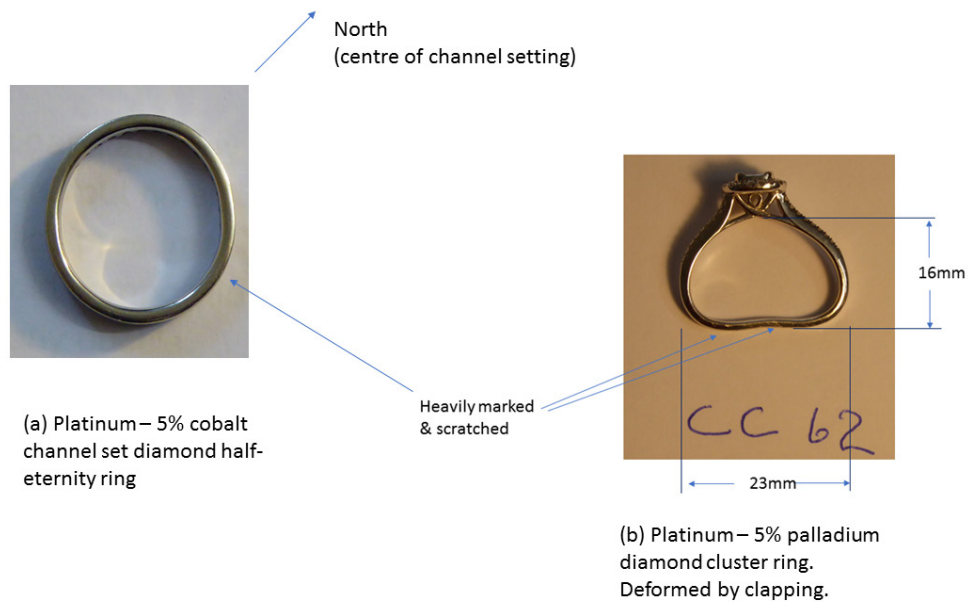 North
(centre of channel setting)
16mm
Heavily marked
& scratched
(a) Platinum – 5% cobalt
channel set diamond half-
eternity ring
CC 62
23mm
(b) Platinum – 5% palladium
diamond cluster ring.
Deformed by clapping.